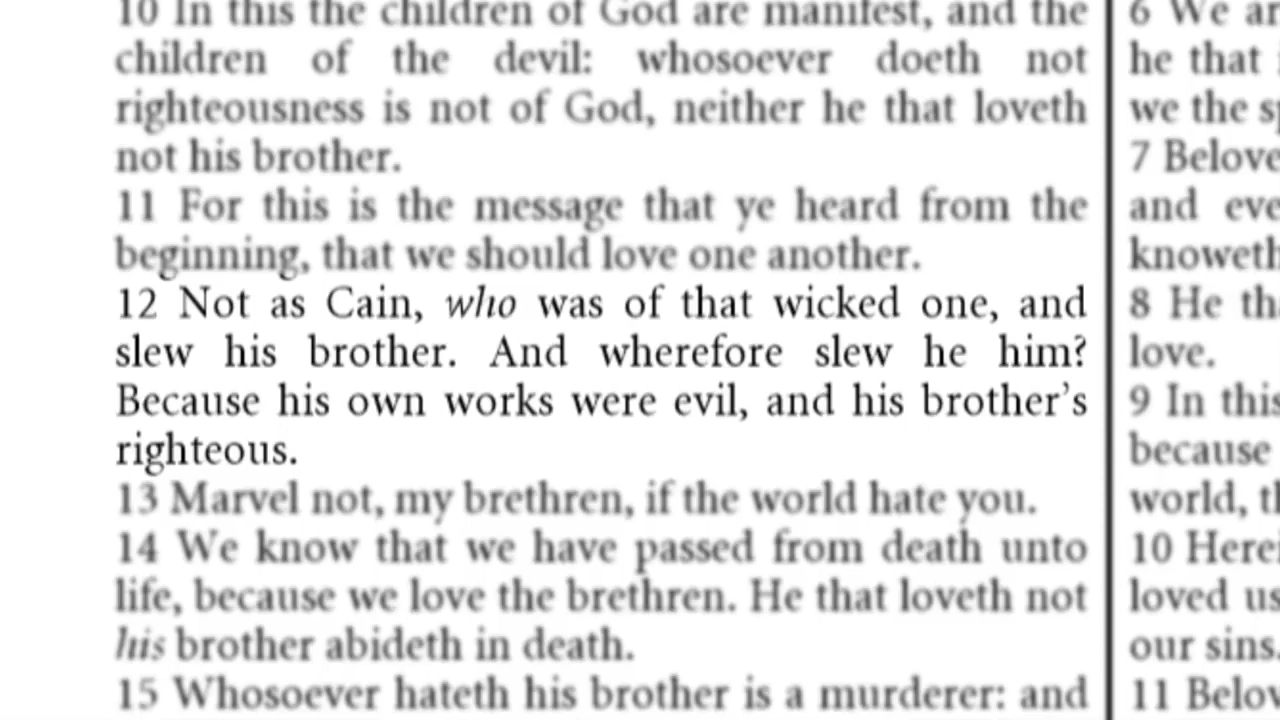 10 In this the children of God are manifest, and the
children of the devil: whosoever doeth not
righteousness is not of God, neither he that loveth
not his brother.
11 For this is the message that ye heard from the
beginning, that we should love one another.
12 Not as Cain, who was of that wicked one, and
slew his brother. And wherefore slew he him?
Because his own works were evil, and his brother’s
righteous.
13 Marvel not, my brethren, if the world hate you.
14 We know that we have passed from death unto
life, because we love the brethren. He that loveth not
his brother abideth in death.
15 Whosoever hateth his brother is a murderer: and
6 We
he that
we the
7
and
knoweth
8 He
love.
9 In this
because
world,
10
loved us
our sins.
11